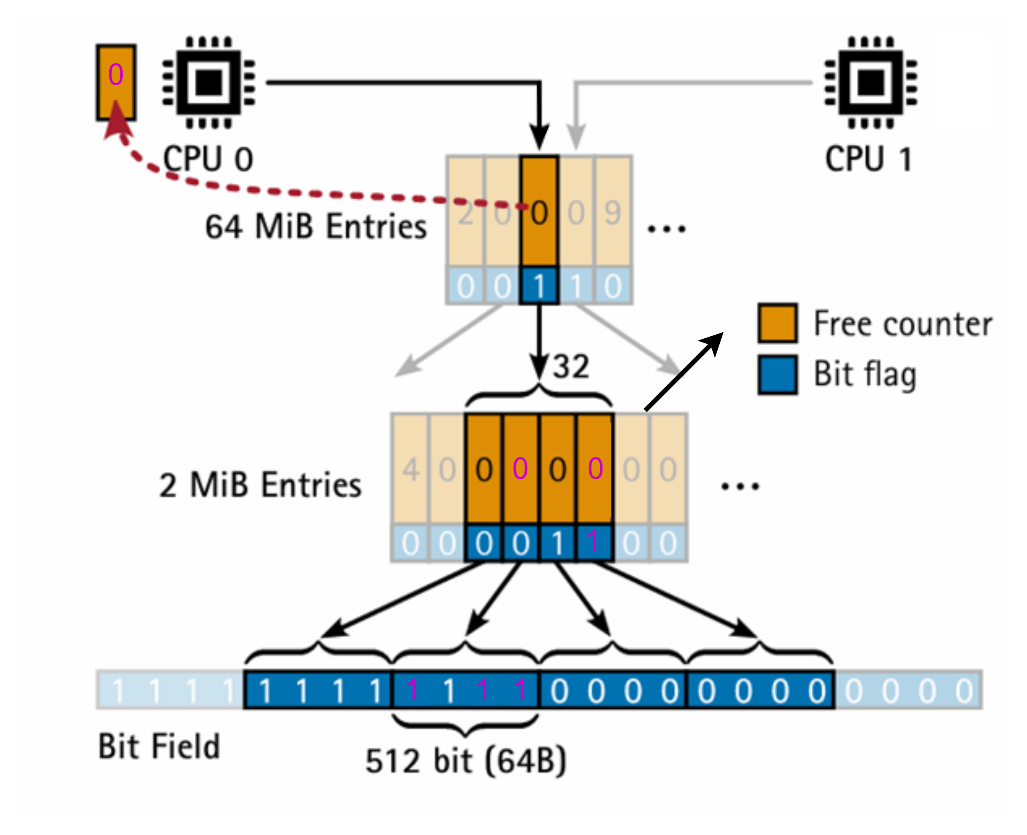 0
CPU 0
CPU 1
64 MiB Entries
2 0 0 0 9 ...
0 0 1 1 0
Free counter
Bit flag
32
2 MiB Entries
4 0 0 0 0 0 0 0 ...
0 0 0 0 1 1 0 0
1 1 1 1 1 1 1 1 1 1 1 1 0 0 0 0 0 0 0 0 0 0 0 0
Bit Field
512 bit (64B)